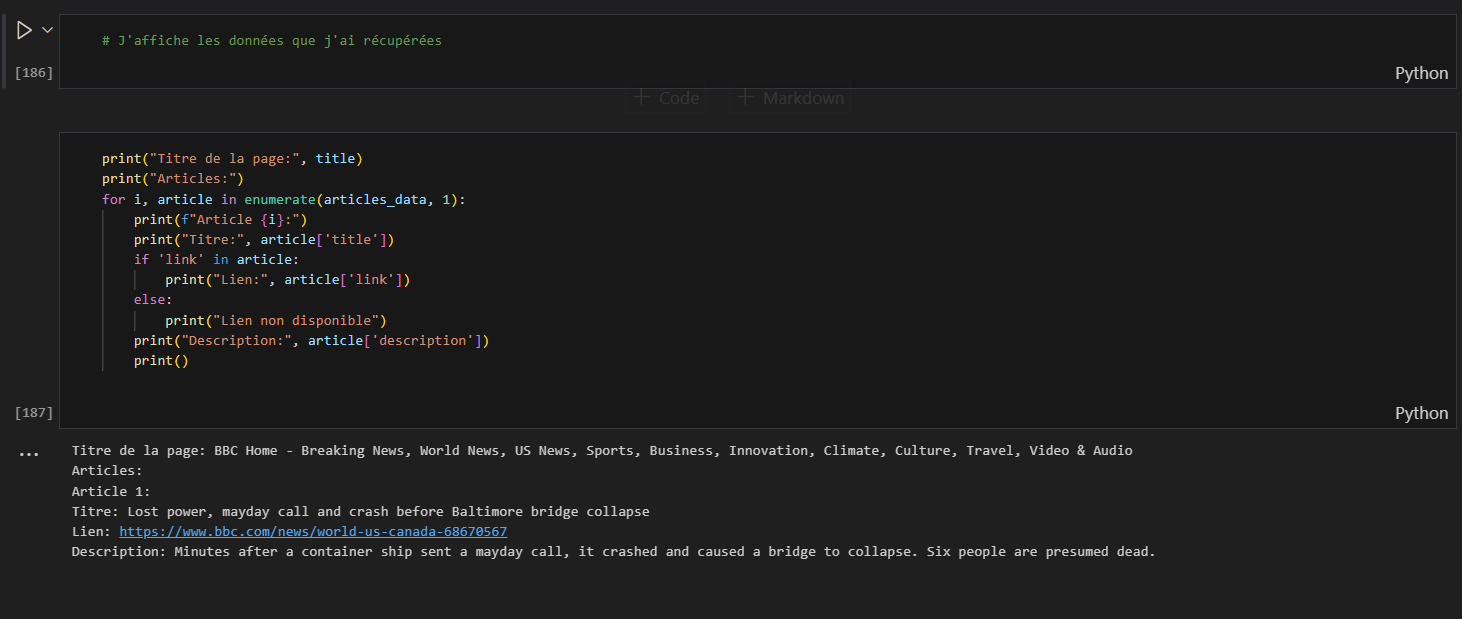 # J'affiche les données que j'ai récupérées
[186]
Python
+ Code + Markdown
print("Titre de la page:", title)
print("Articles:")
for i, article in enumerate(articles_data, 1):
    print(f"Article {i}:")
    print("Titre:", article['title'])
    if 'link' in article:
        print("Lien:", article['link'])
    else:
        print("Lien non disponible")
    print("Description:", article['description'])
    print()
[187]
Python
...
Titre de la page: BBC Home - Breaking News, World News, US News, Sports, Business, Innovation, Climate, Culture, Travel, Video & Audio
Articles:
Article 1:
Titre: Lost power, mayday call and crash before Baltimore bridge collapse
Lien: https://www.bbc.com/news/world-us-canada-68670567
Description: Minutes after a container ship sent a mayday call, it crashed and caused a bridge to collapse. Six people are presumed dead.